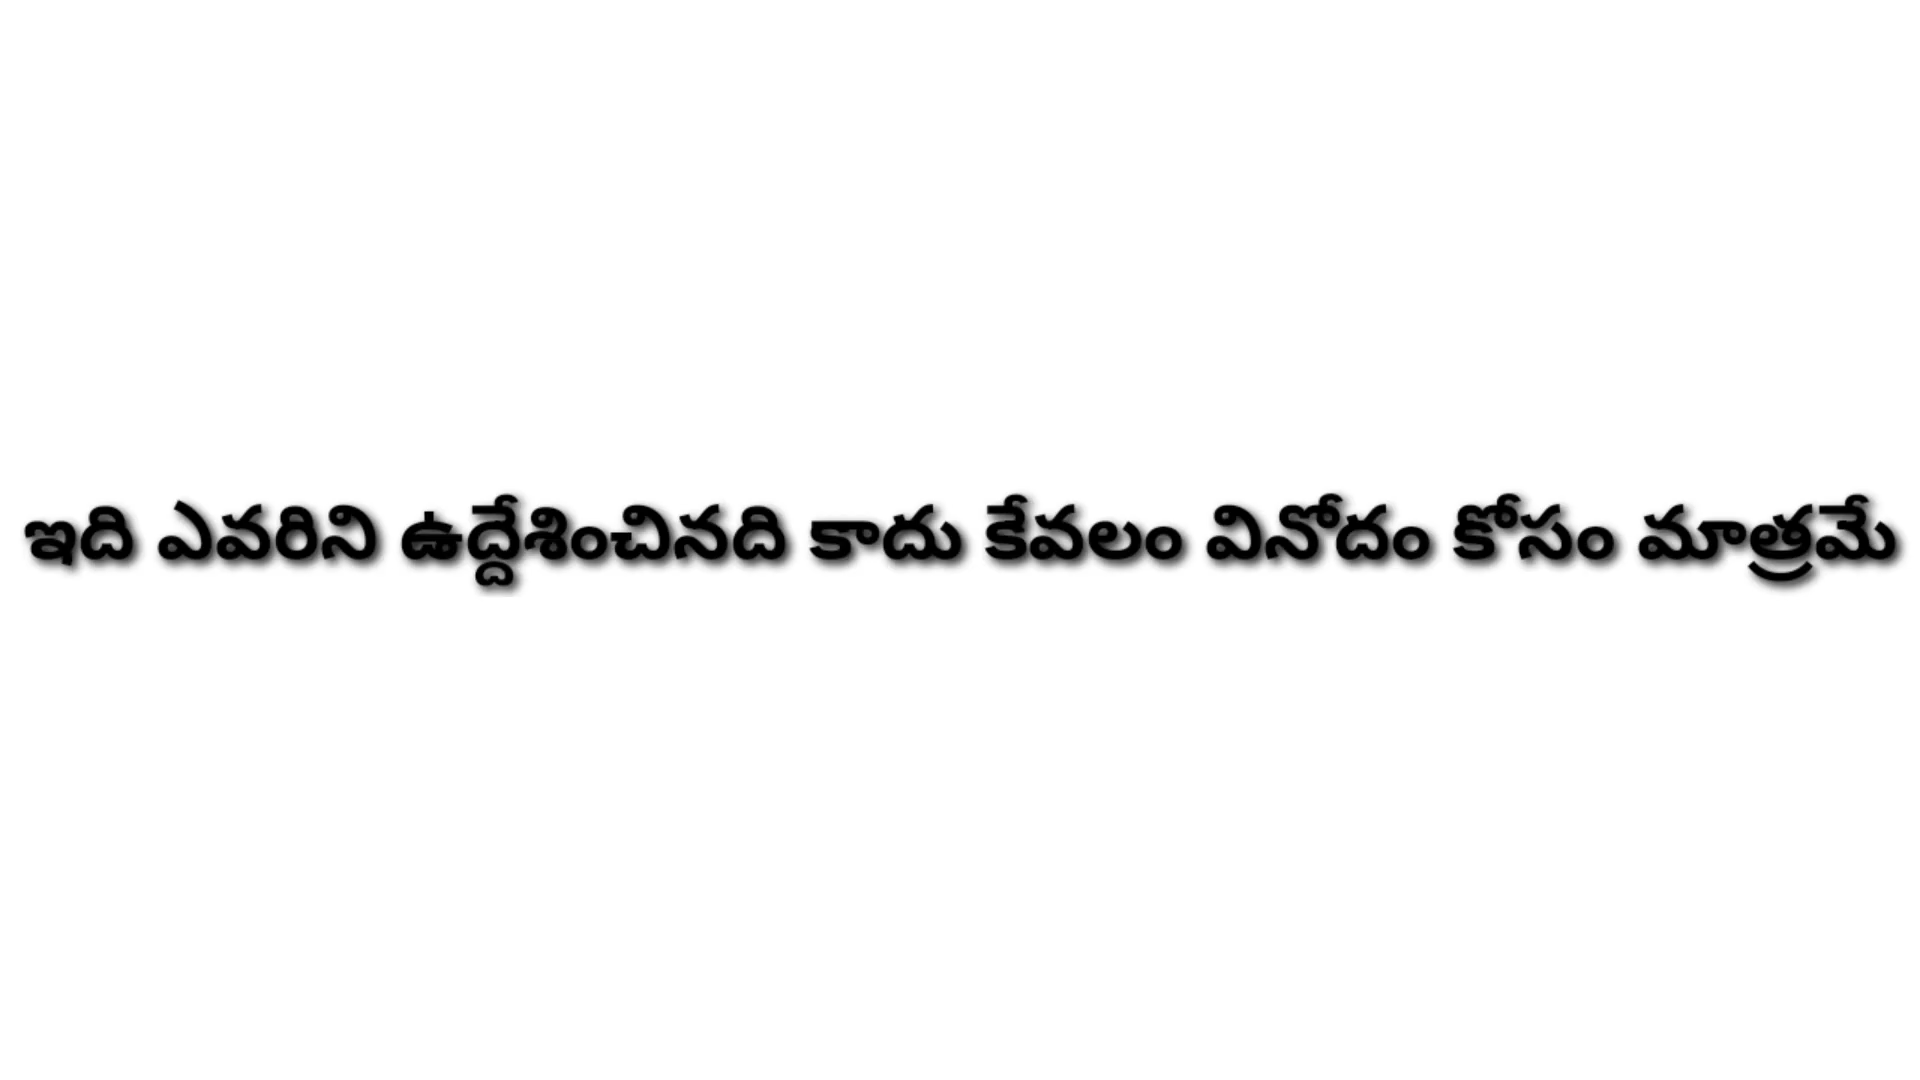 ఇది ఎవరిని ఉద్దేశించినది కాదు కేవలం వినోదం కోసం మాత్రమే